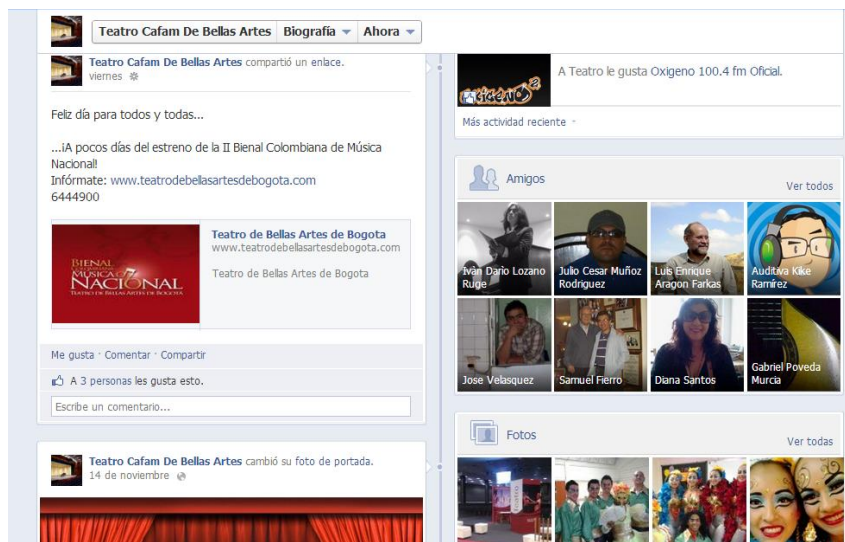 Teatro Cafam De Bellas Artes Biografía Ahora
Teatro Cafam De Bellas Artes compartió un enlace.
viernes
Feliz día para todos y todas...
...¡A pocos días del estreno de la II Bienal Colombiana de Música
Nacional!
Infórmate: www.teatrodebellasartesdebogota.com
6444900
BIENAL
COLOMBIANA DE
MUSICA
NACIONAL
TEATRO DE BELLAS ARTES DE BOGOTA
Teatro de Bellas Artes de Bogota
www.teatrodebellasartesdebogota.com
Teatro de Bellas Artes de Bogota
Me gusta · Comentar · Compartir
A 3 personas les gusta esto.
Escribe un comentario...
Teatro Cafam De Bellas Artes cambió su foto de portada.
14 de noviembre
OXIGENO
A Teatro le gusta Oxigeno 100.4 fm Oficial.
Más actividad reciente
Amigos
Ver todos
Iván Darío Lozano
Ruge
Julio Cesar Muñoz
Rodriguez
Luis Enrique
Aragon Farkas
Auditiva Kike
Ramírez
Jose Velasquez
Samuel Fierro
Diana Santos
Gabriel Poveda
Murcia
Fotos
Ver todas